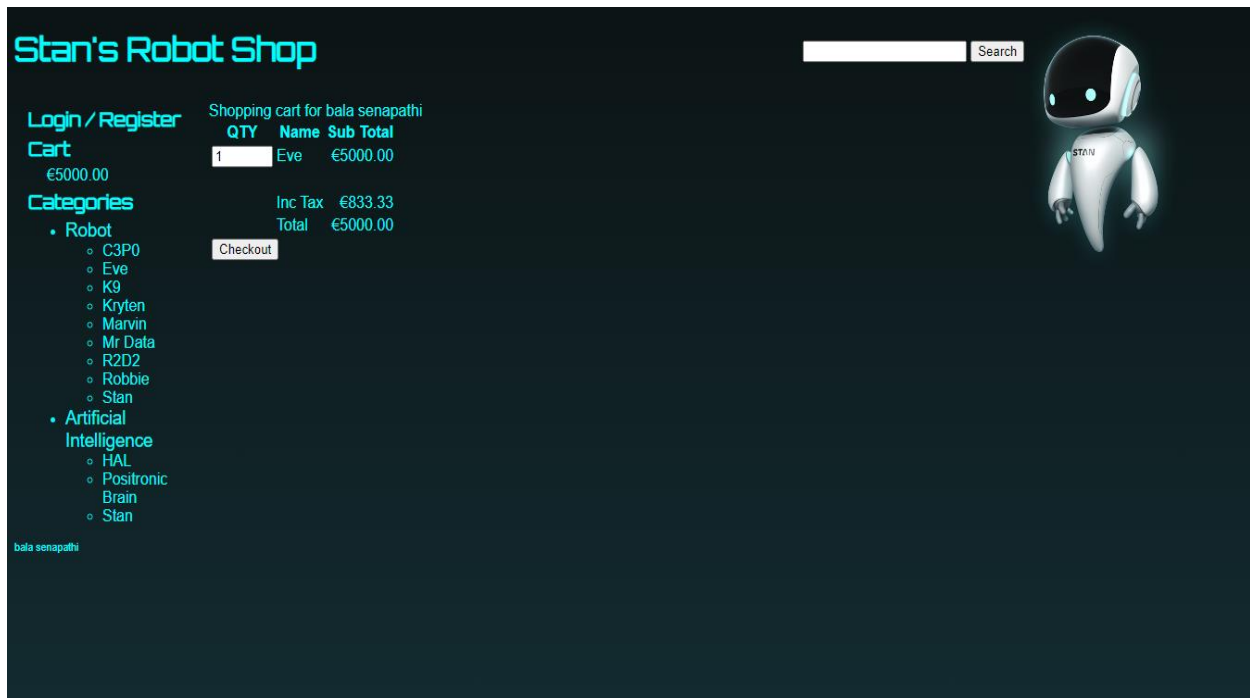 Stan's Robot Shop
Search
Login / Register
Cart
€5000.00
Categories
Robot
C3P0
Eve
K9
Kryten
Marvin
Mr Data
R2D2
Robbie
Stan
Artificial
Intelligence
HAL
Positronic
Brain
Stan
bala senapathi
Shopping cart for bala senapathi
QTY Name Sub Total
1 Eve €5000.00
Inc Tax €833.33
Total €5000.00
Checkout
STAN